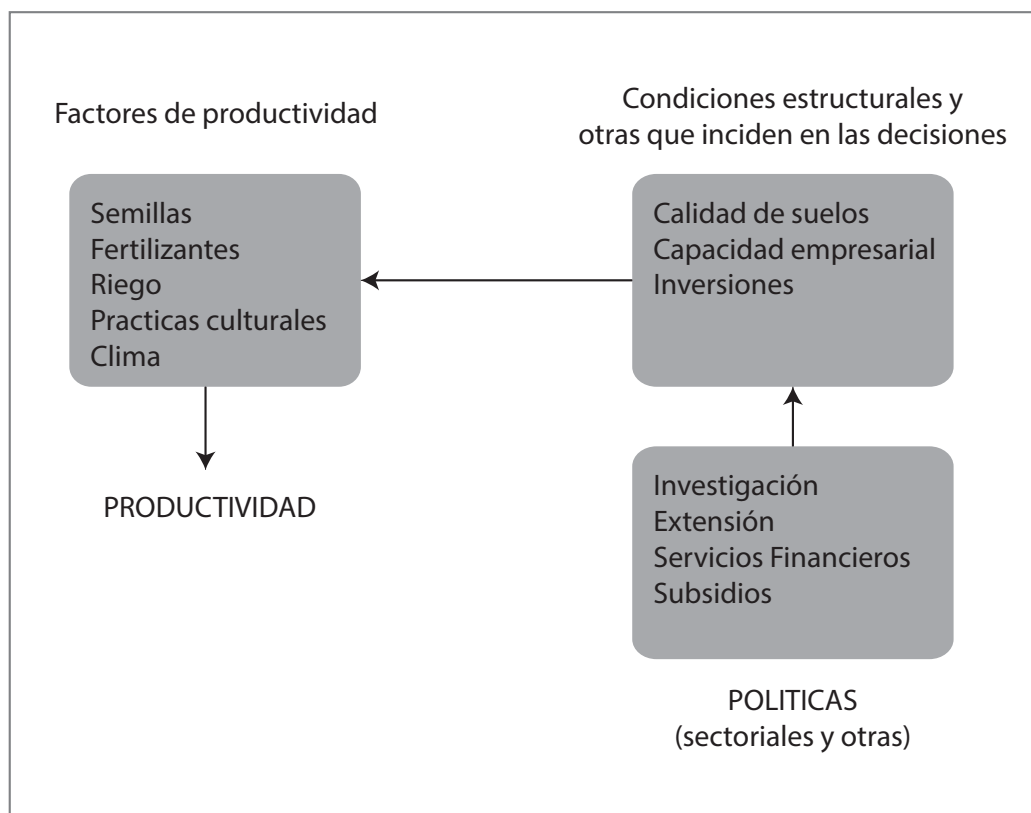 Factores de productividad
Semillas
Fertilizantes
Riego
Practicas culturales
Clima
PRODUCTIVIDAD
Condiciones estructurales y
otras que inciden en las decisiones
Calidad de suelos
Capacidad empresarial
Inversiones
Investigación
Extensión
Servicios Financieros
Subsidios
POLITICAS
(sectoriales y otras)